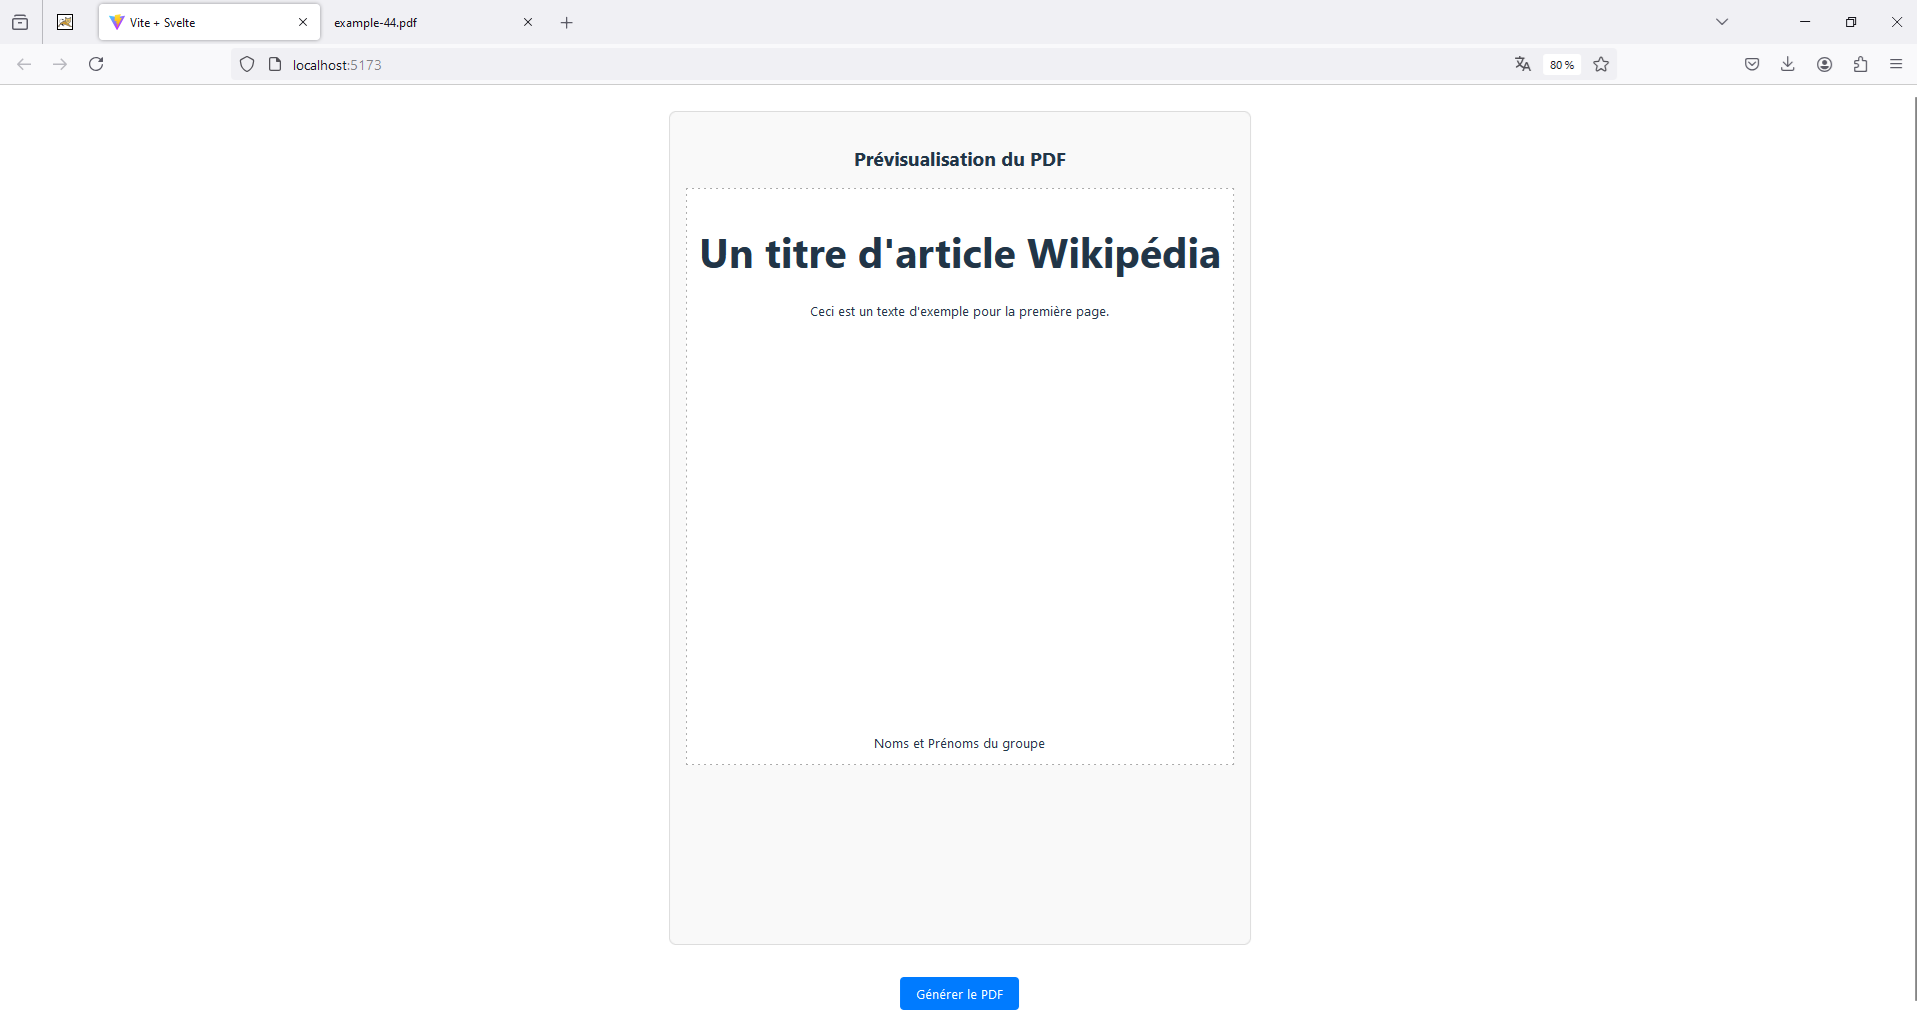 Vite + Svelte
example-44.pdf
localhost:5173
80 %
Prévisualisation du PDF
Un titre d'article Wikipédia
Ceci est un texte d'exemple pour la première page.
Noms et Prénoms du groupe
Générer le PDF